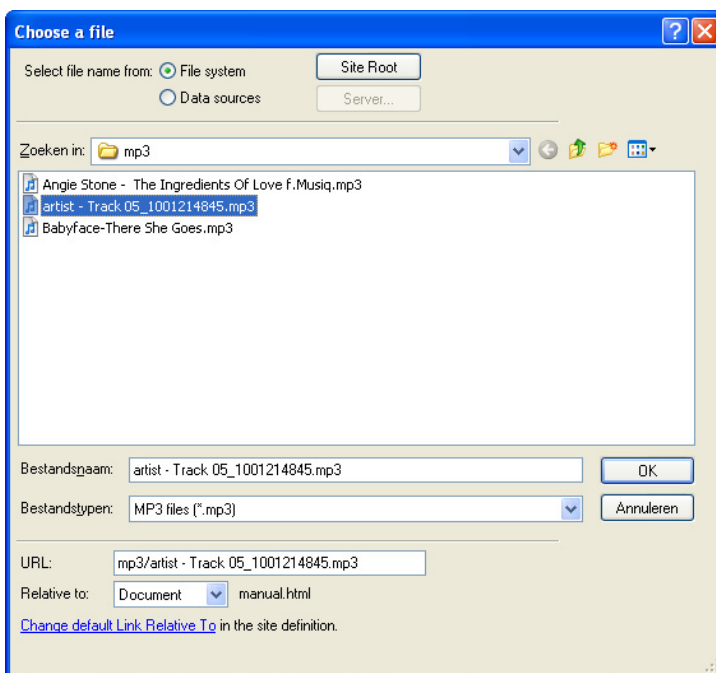 Choose a file
Select file name from: File system Site Root
Data sources Server...
Zoeken in: mp3
Angie Stone - The Ingredients Of Love f.Musiq.mp3
artist - Track 05_1001214845.mp3
Babyface-There She Goes.mp3
Bestandsnaam: artist - Track 05_1001214845.mp3 OK
Bestandstypen: MP3 files (*.mp3) Annuleren
URL: mp3/artist - Track 05_1001214845.mp3
Relative to: Document manual.html
Change default Link Relative To in the site definition.